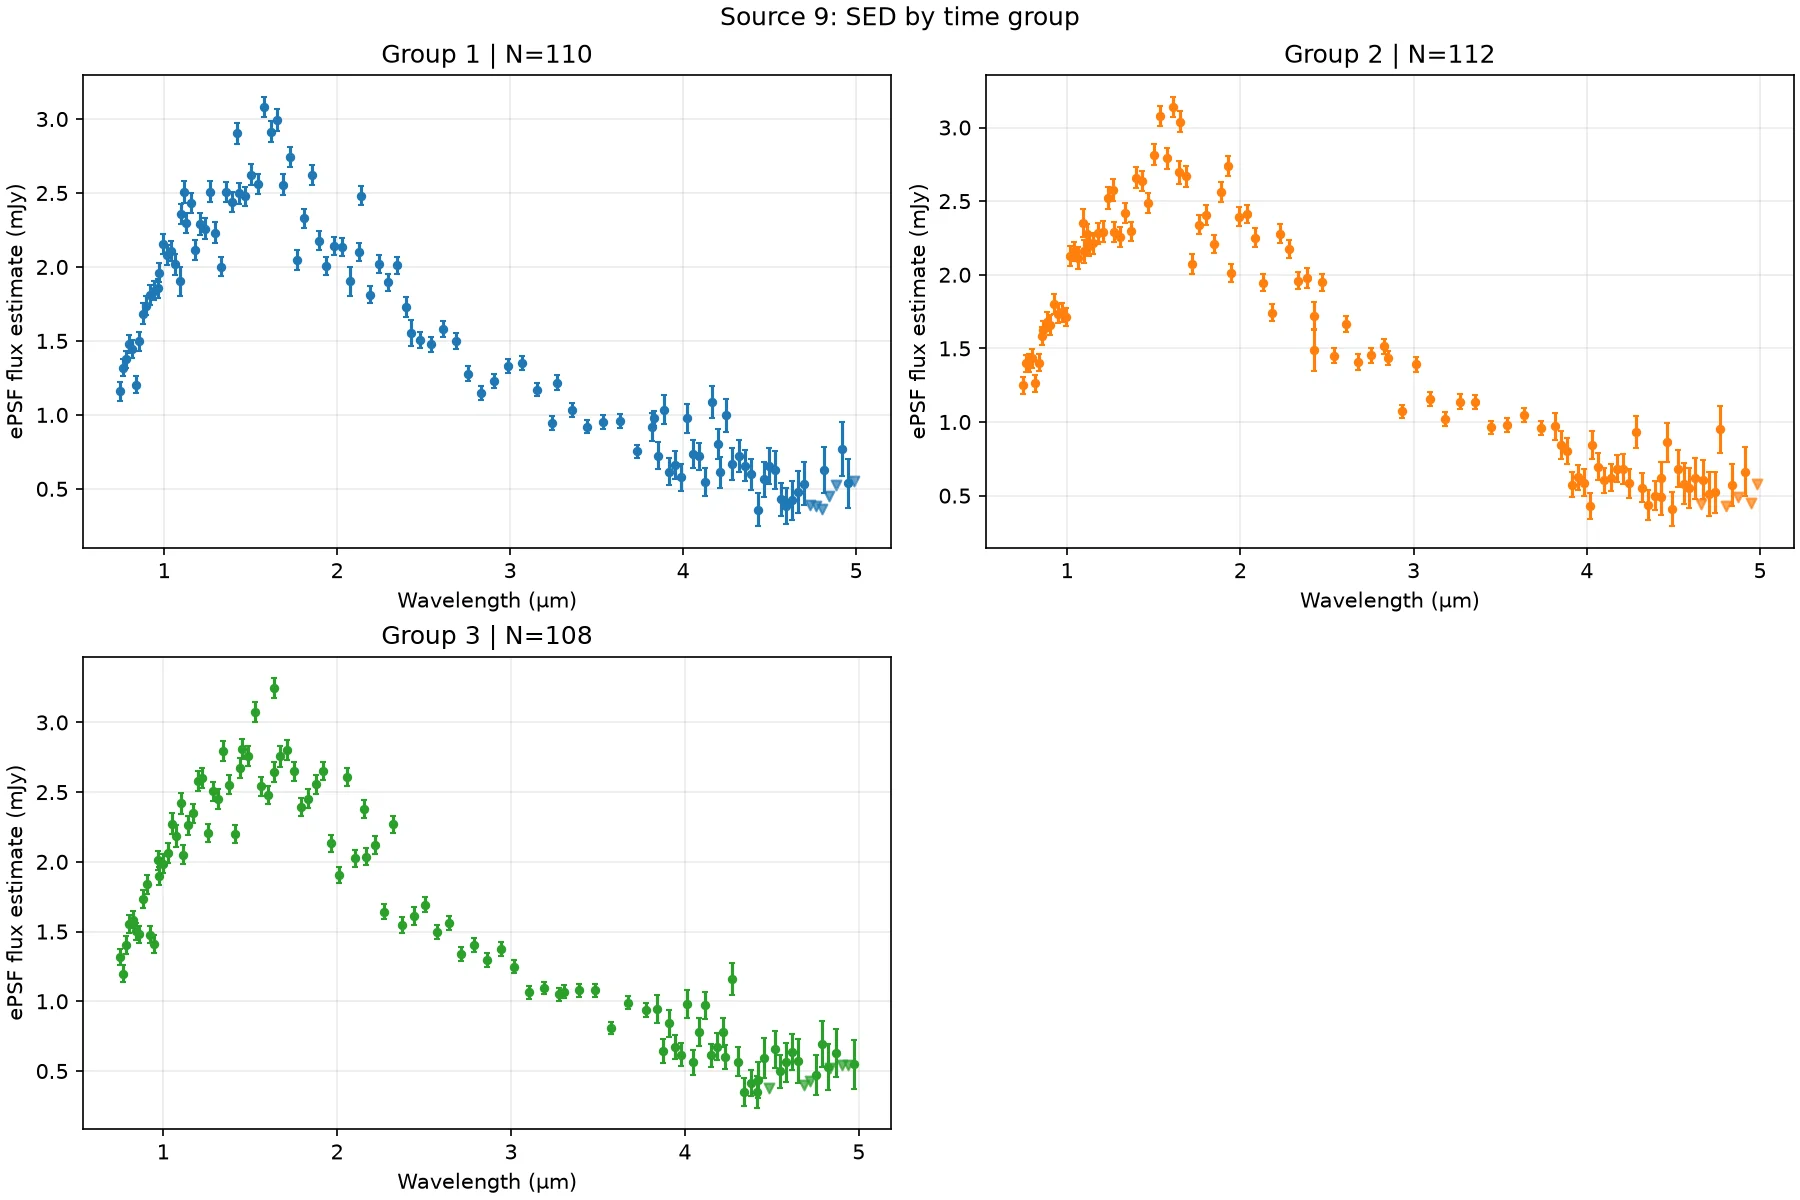 Source 9: SED by time group
Group 1 | N=110
ePSF flux estimate (mJy)
3.0
2.5
2.0
1.5
1.0
0.5
1 2 3 4 5
Wavelength (μm)
Group 2 | N=112
ePSF flux estimate (mJy)
3.0
2.5
2.0
1.5
1.0
0.5
1 2 3 4 5
Wavelength (μm)
Group 3 | N=108
ePSF flux estimate (mJy)
3.0
2.5
2.0
1.5
1.0
0.5
1 2 3 4 5
Wavelength (μm)